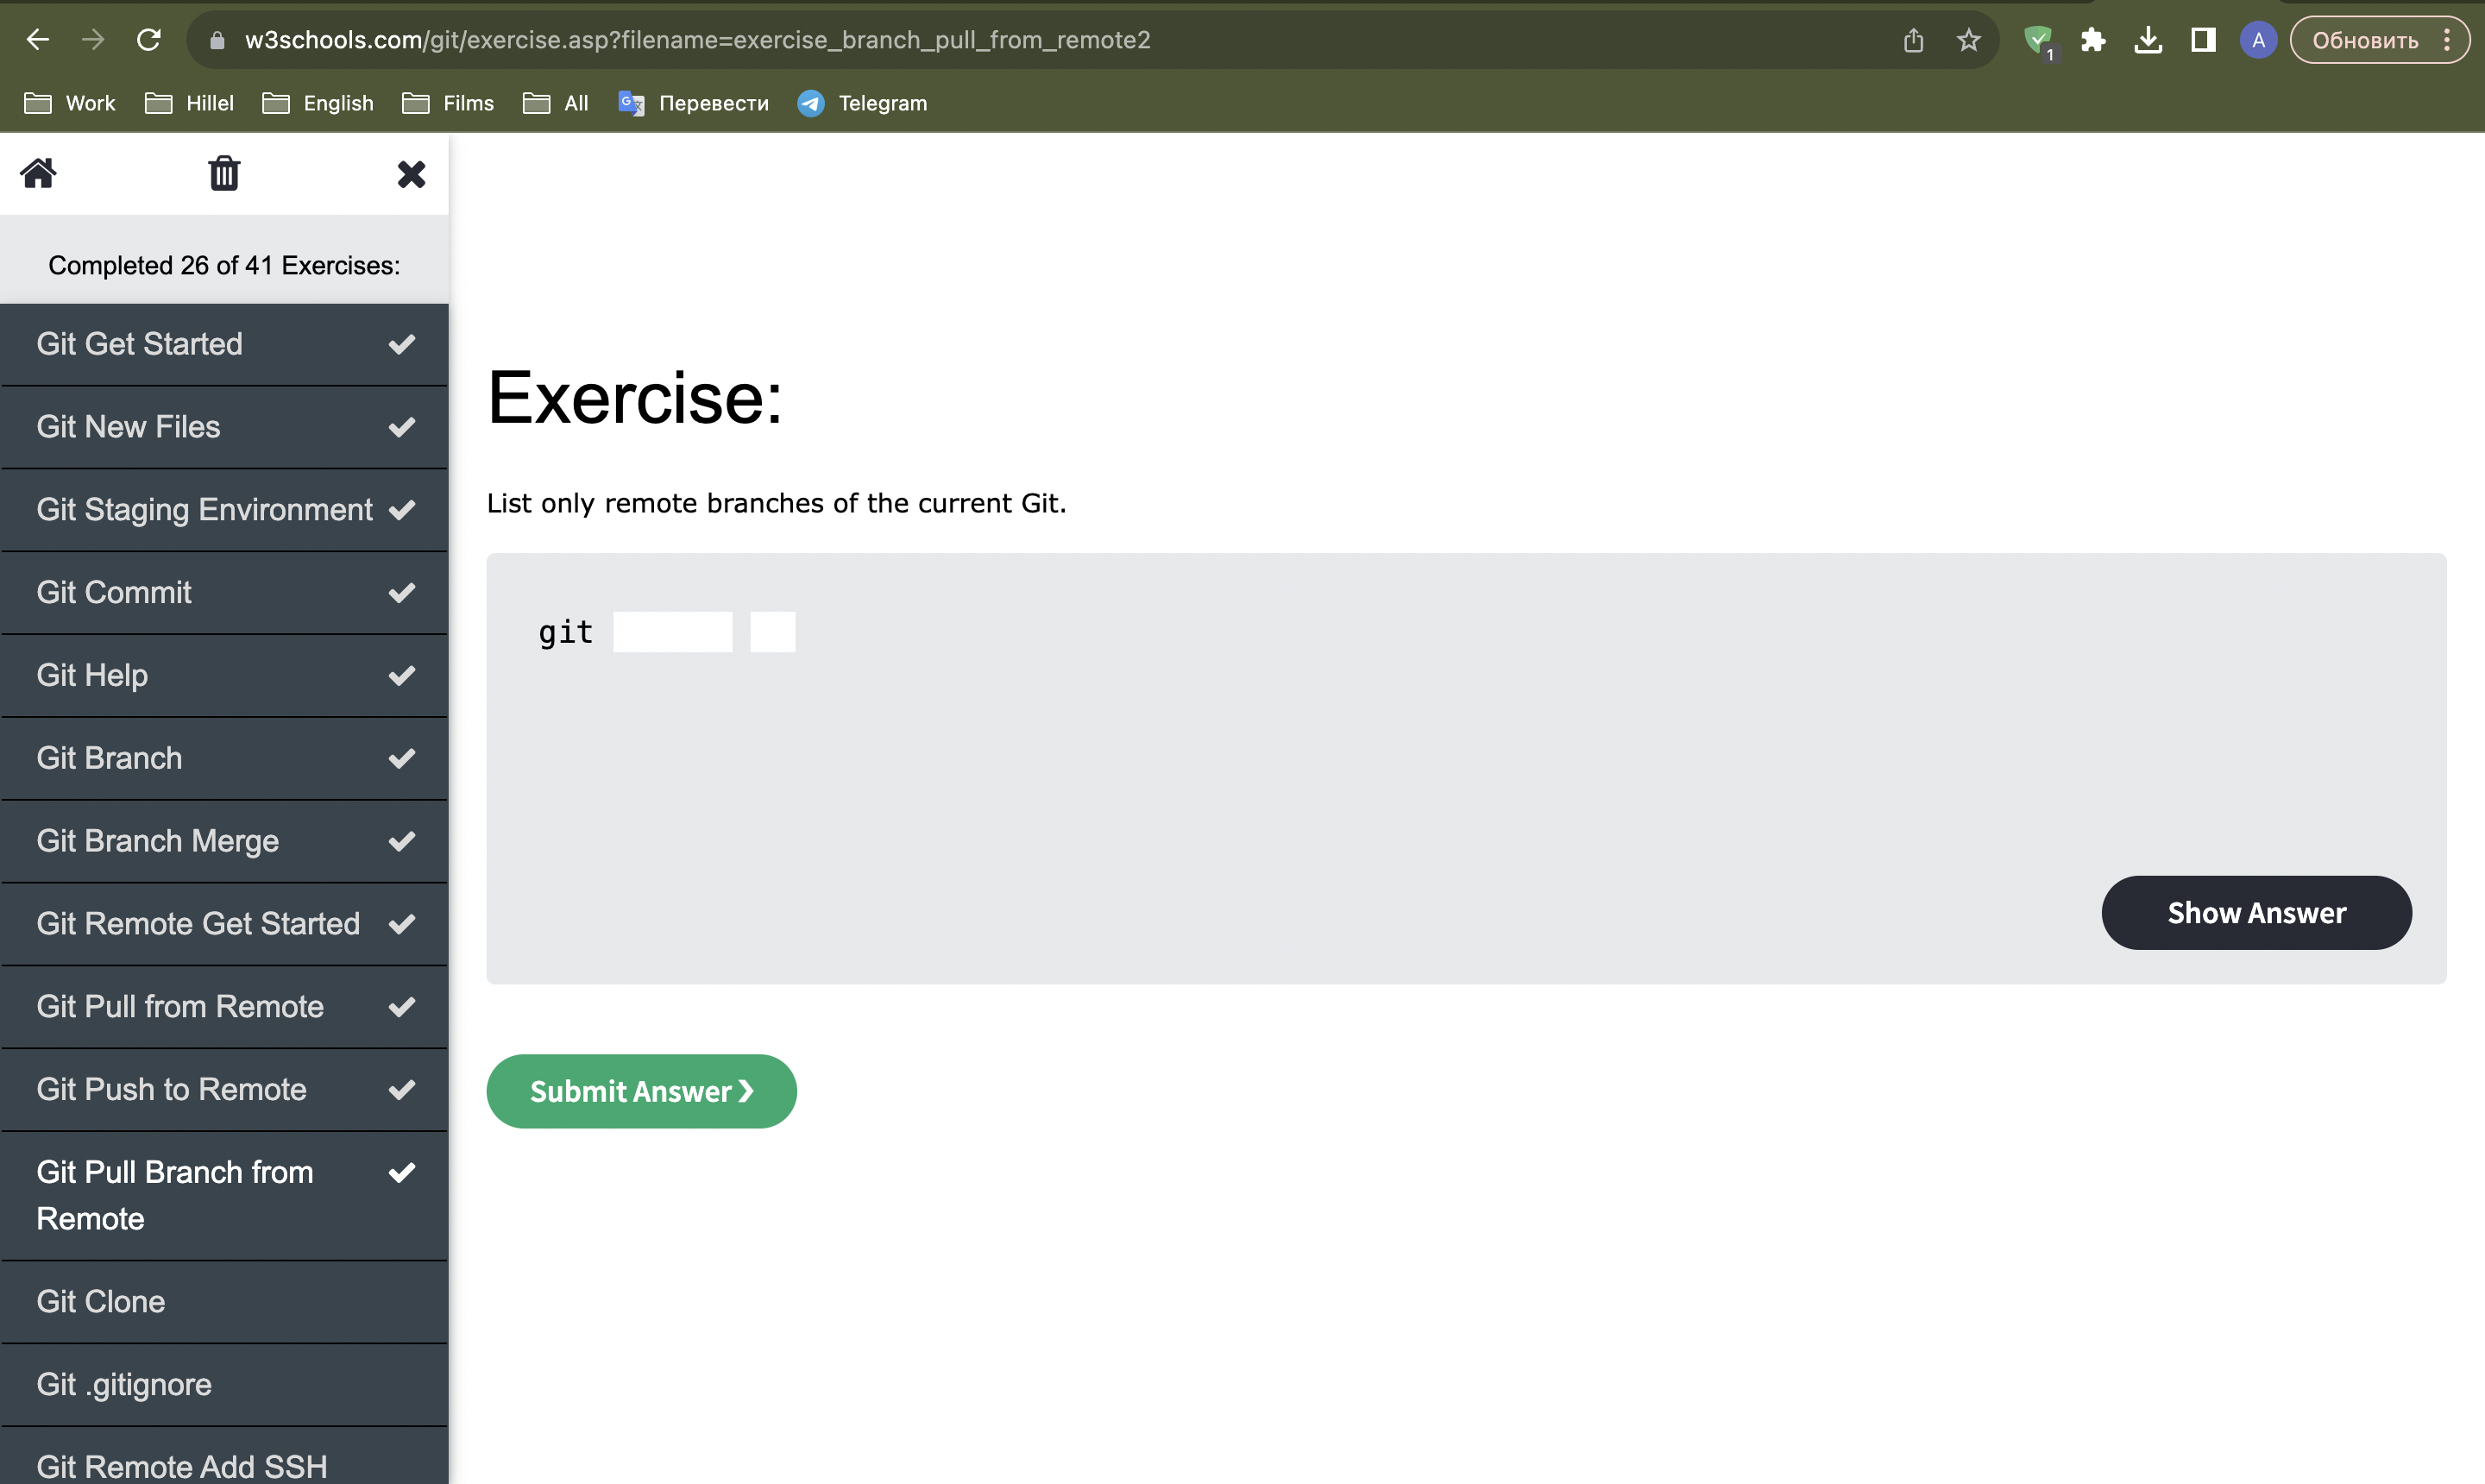 w3schools.com/git/exercise.asp?filename=exercise_branch_pull_from_remote2
1
A
Обновить
Work
Hillel
English
Films
All
Перевести
Telegram
Completed 26 of 41 Exercises:
Git Get Started
Git New Files
Git Staging Environment
Git Commit
Git Help
Git Branch
Git Branch Merge
Git Remote Get Started
Git Pull from Remote
Git Push to Remote
Git Pull Branch from
Remote
Git Clone
Git .gitignore
Git Remote Add SSH
Exercise:
List only remote branches of the current Git.
git
Show Answer
Submit Answer ❯